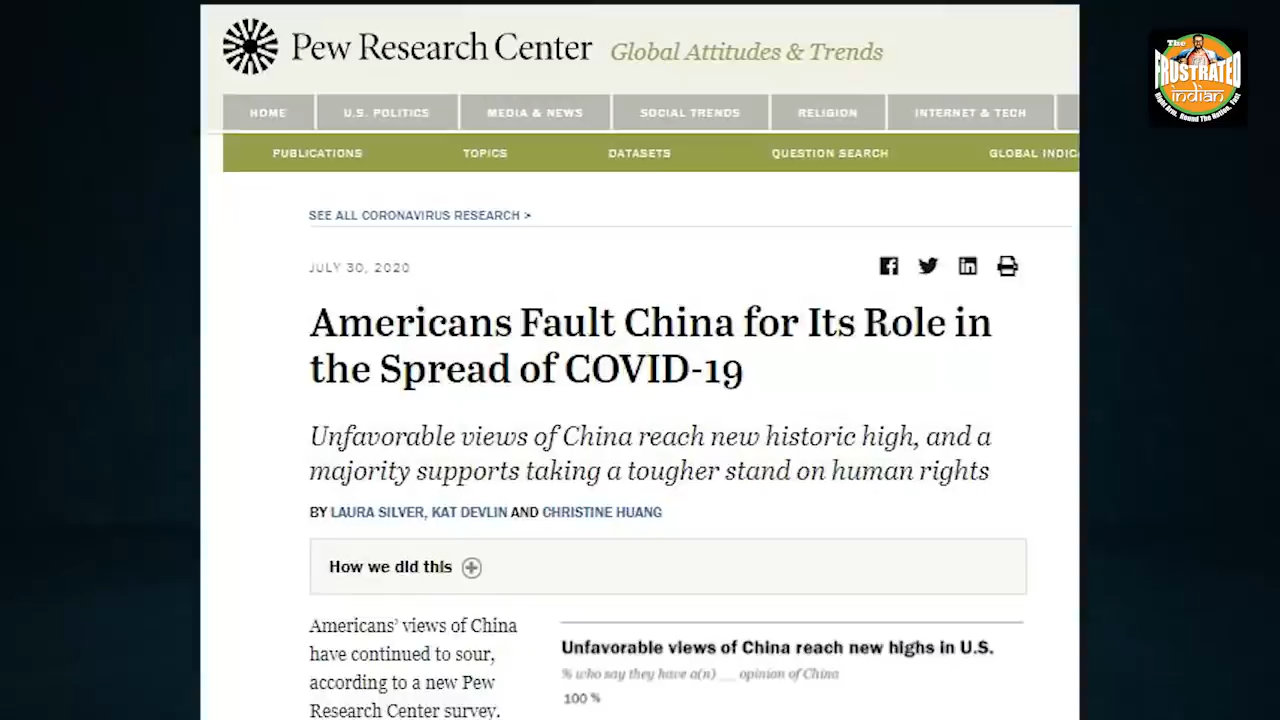 Pew Research Center Global Attitudes & Trends
The
FRUSTRATED
indian
HOME U.S. POLITICS MEDIA & NEWS SOCIAL TRENDS RELIGION INTERNET & TECH
PUBLICATIONS TOPICS DATASETS QUESTION SEARCH GLOBAL INDIC
SEE ALL CORONAVIRUS RESEARCH >
JULY 30, 2020
Americans Fault China for Its Role in
the Spread of COVID-19
Unfavorable views of China reach new historic high, and a
majority supports taking a tougher stand on human rights
BY LAURA SILVER, KAT DEVLIN AND CHRISTINE HUANG
How we did this
Americans’ views of China
have continued to sour,
according to a new Pew
Research Center survey.
Unfavorable views of China reach new highs in U.S.
% who say they have a(n) __ opinion of China
100 %